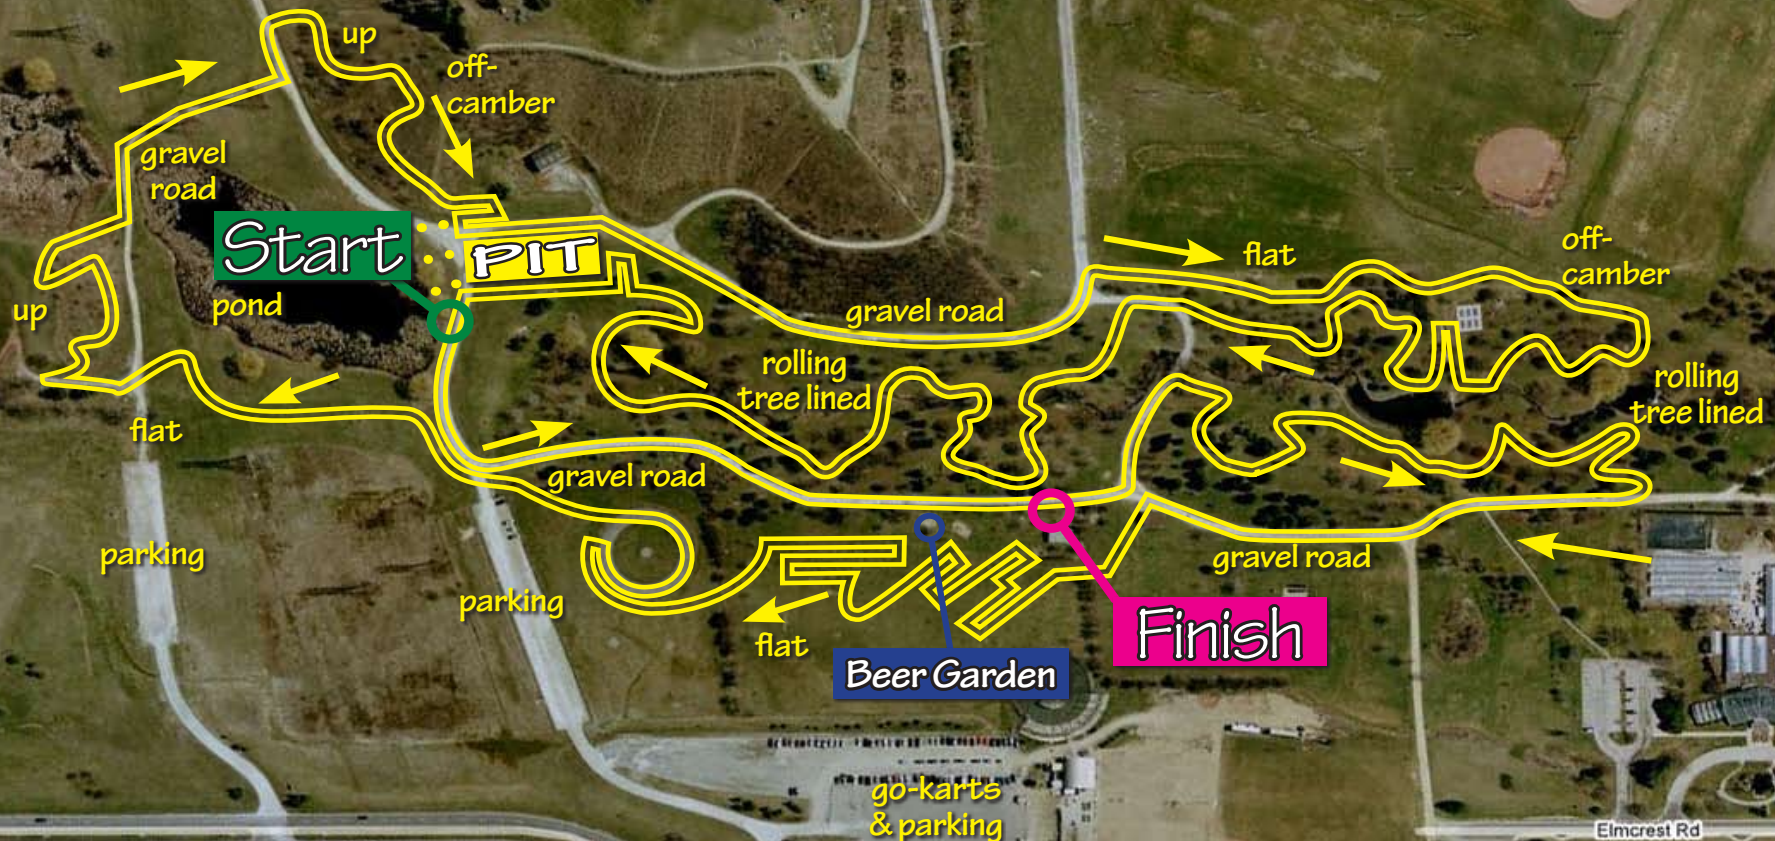 up
off-
camber
gravel
road
Start
PIT
pond
up
gravel road
flat
off-
camber
rolling
tree lined
rolling
tree lined
flat
gravel road
parking
parking
gravel road
flat
Finish
Beer Garden
go-karts
& parking
Elmcrest Rd